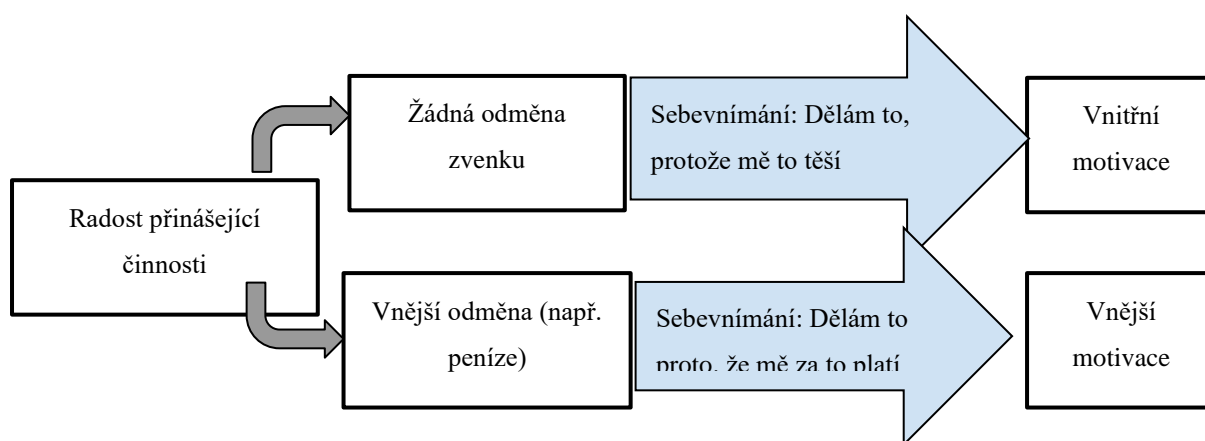 Radost přinášející
činnosti
Žádná odměna
zvenku
Sebevnímání: Dělám to,
protože mě to těší
Vnitřní
motivace
Vnější odměna (např.
peníze)
Sebevnímání: Dělám to
proto, že mě za to platí
Vnější
motivace